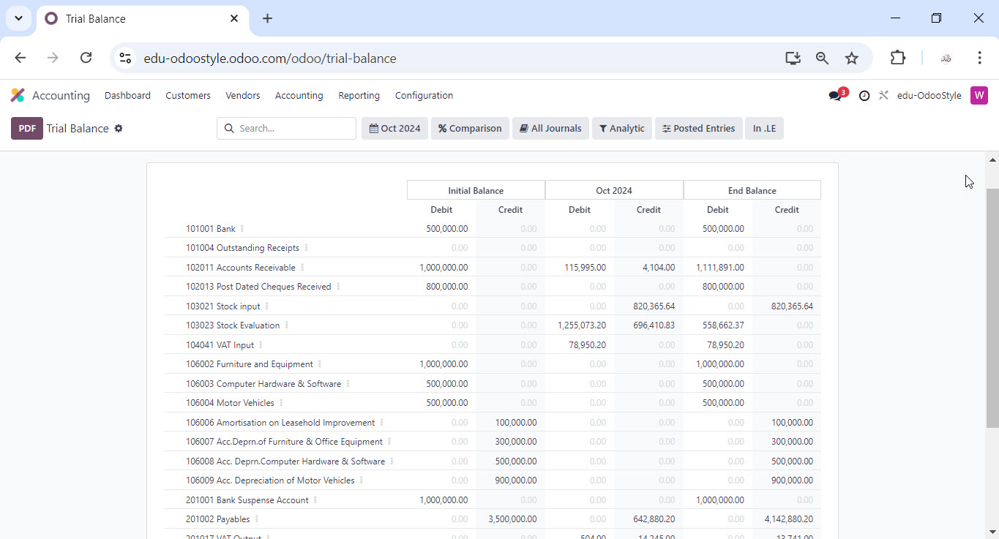 Trial Balance
edu-odoostyle.odoo.com/odoo/trial-balance
Accounting Dashboard Customers Vendors Accounting Reporting Configuration 3 edu-OdooStyle W
PDF Trial Balance Search... Oct 2024 % Comparison All Journals Analytic Posted Entries In .LE
Initial Balance Oct 2024 End Balance
Debit Credit Debit Credit Debit Credit
101001 Bank 500,000.00 0.00 0.00 0.00 500,000.00 0.00
101004 Outstanding Receipts 0.00 0.00 0.00 0.00 0.00 0.00
102011 Accounts Receivable 1,000,000.00 0.00 115,995.00 4,104.00 1,111,891.00 0.00
102013 Post Dated Cheques Received 800,000.00 0.00 0.00 0.00 800,000.00 0.00
103021 Stock input 0.00 0.00 0.00 820,365.64 0.00 820,365.64
103023 Stock Evaluation 0.00 0.00 1,255,073.20 696,410.83 558,662.37 0.00
104041 VAT Input 0.00 0.00 78,950.20 0.00 78,950.20 0.00
106002 Furniture and Equipment 1,000,000.00 0.00 0.00 0.00 1,000,000.00 0.00
106003 Computer Hardware & Software 500,000.00 0.00 0.00 0.00 500,000.00 0.00
106004 Motor Vehicles 500,000.00 0.00 0.00 0.00 500,000.00 0.00
106006 Amortisation on Leasehold Improvement 0.00 100,000.00 0.00 0.00 0.00 100,000.00
106007 Acc.Deprn.of Furniture & Office Equipment 0.00 300,000.00 0.00 0.00 0.00 300,000.00
106008 Acc. Deprn.Computer Hardware & Software 0.00 500,000.00 0.00 0.00 0.00 500,000.00
106009 Acc. Depreciation of Motor Vehicles 0.00 900,000.00 0.00 0.00 0.00 900,000.00
201001 Bank Suspense Account 1,000,000.00 0.00 0.00 0.00 1,000,000.00 0.00
201002 Payables 0.00 3,500,000.00 0.00 642,880.20 0.00 4,142,880.20
201017 VAT Output 0.00 0.00 504.00 14,245.00 0.00 13,741.00